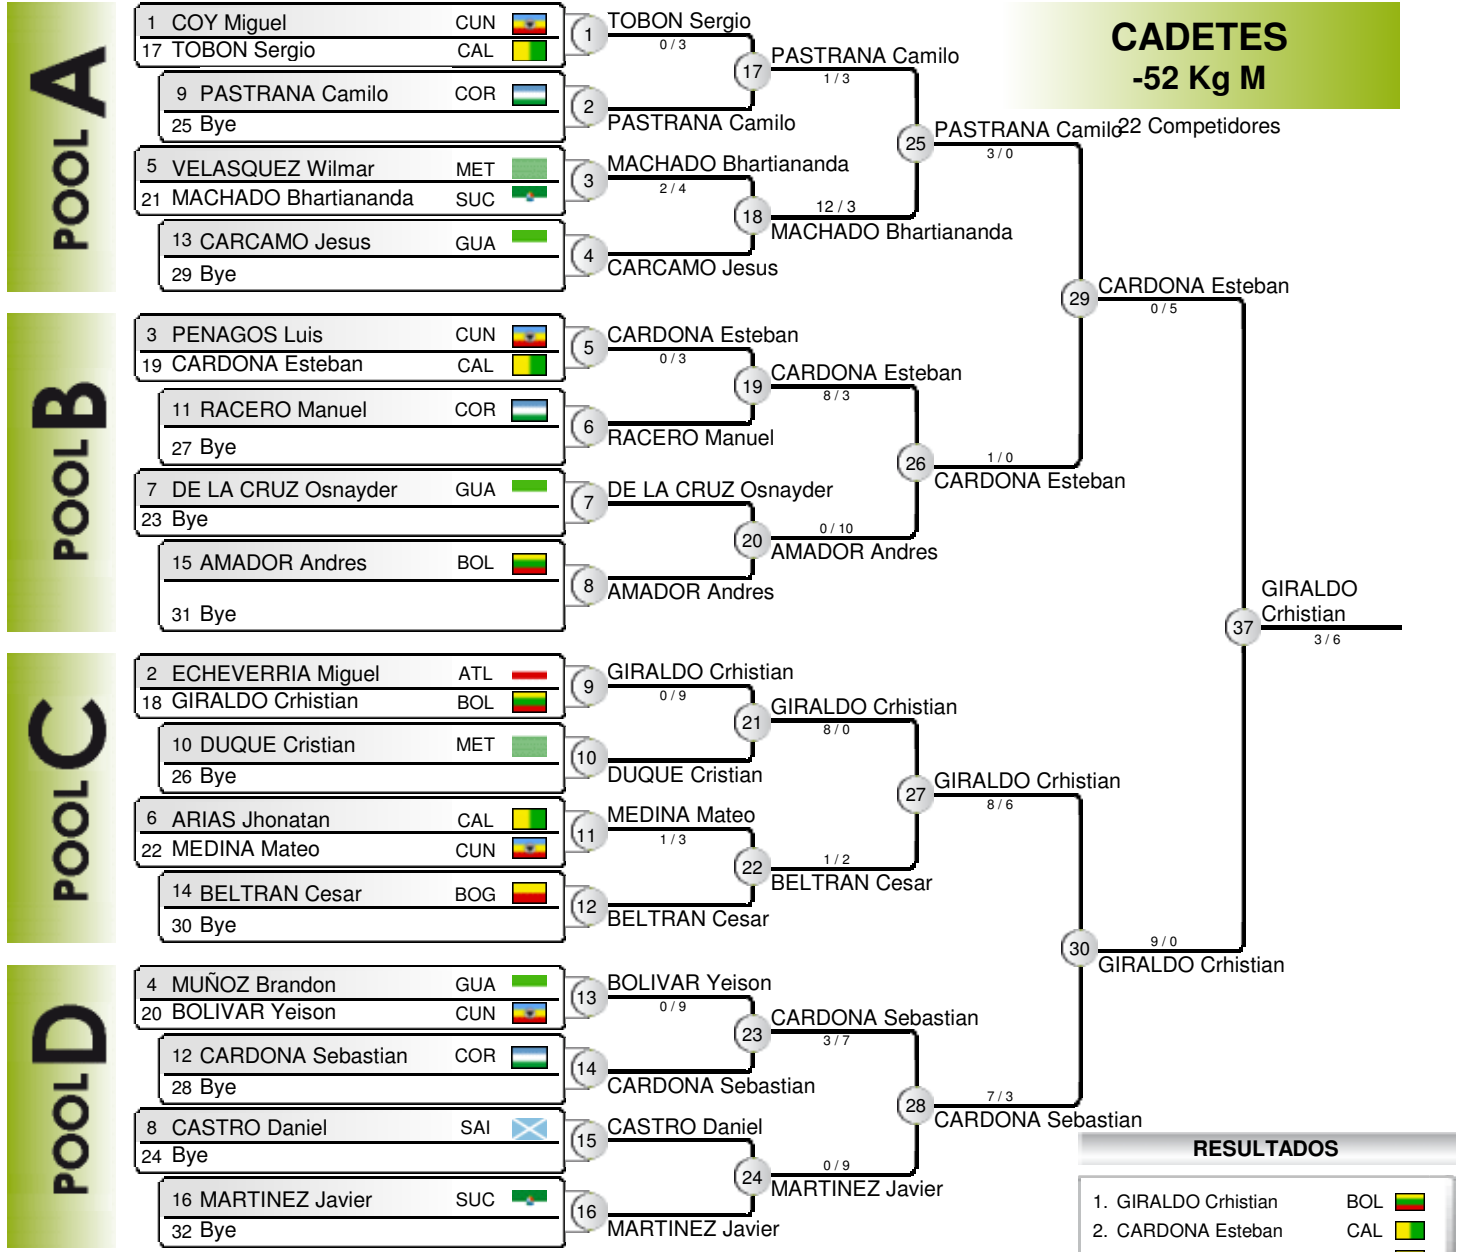 CADETES
-52 Kg M
22 Competidores
POOL A
1 COY Miguel CUN
17 TOBON Sergio CAL
9 PASTRANA Camilo COR
25 Bye
5 VELASQUEZ Wilmar MET
21 MACHADO Bhartiananda SUC
13 CARCAMO Jesus GUA
29 Bye
POOL B
3 PENAGOS Luis CUN
19 CARDONA Esteban CAL
11 RACERO Manuel COR
27 Bye
7 DE LA CRUZ Osnayder GUA
23 Bye
15 AMADOR Andres BOL
31 Bye
POOL C
2 ECHEVERRIA Miguel ATL
18 GIRALDO Crhistian BOL
10 DUQUE Cristian MET
26 Bye
6 ARIAS Jhonatan CAL
22 MEDINA Mateo CUN
14 BELTRAN Cesar BOG
30 Bye
POOL D
4 MUÑOZ Brandon GUA
20 BOLIVAR Yeison CUN
12 CARDONA Sebastian COR
28 Bye
8 CASTRO Daniel SAI
24 Bye
16 MARTINEZ Javier SUC
32 Bye
1 TOBON Sergio
0 / 3
2 PASTRANA Camilo
3 MACHADO Bhartiananda
2 / 4
4 CARCAMO Jesus
5 CARDONA Esteban
0 / 3
6 RACERO Manuel
7 DE LA CRUZ Osnayder
8 AMADOR Andres
9 GIRALDO Crhistian
0 / 9
10 DUQUE Cristian
11 MEDINA Mateo
1 / 3
12 BELTRAN Cesar
13 BOLIVAR Yeison
0 / 9
14 CARDONA Sebastian
15 CASTRO Daniel
16 MARTINEZ Javier
17 PASTRANA Camilo
1 / 3
18 12 / 3
MACHADO Bhartiananda
19 CARDONA Esteban
8 / 3
20 0 / 10
AMADOR Andres
21 GIRALDO Crhistian
8 / 0
22 1 / 2
BELTRAN Cesar
23 CARDONA Sebastian
3 / 7
24 0 / 9
MARTINEZ Javier
25 PASTRANA Camilo
3 / 0
26 1 / 0
CARDONA Esteban
27 GIRALDO Crhistian
8 / 6
28 7 / 3
CARDONA Sebastian
29 CARDONA Esteban
0 / 5
30 9 / 0
GIRALDO Crhistian
37 GIRALDO
Crhistian
3 / 6
RESULTADOS
1. GIRALDO Crhistian BOL
2. CARDONA Esteban CAL